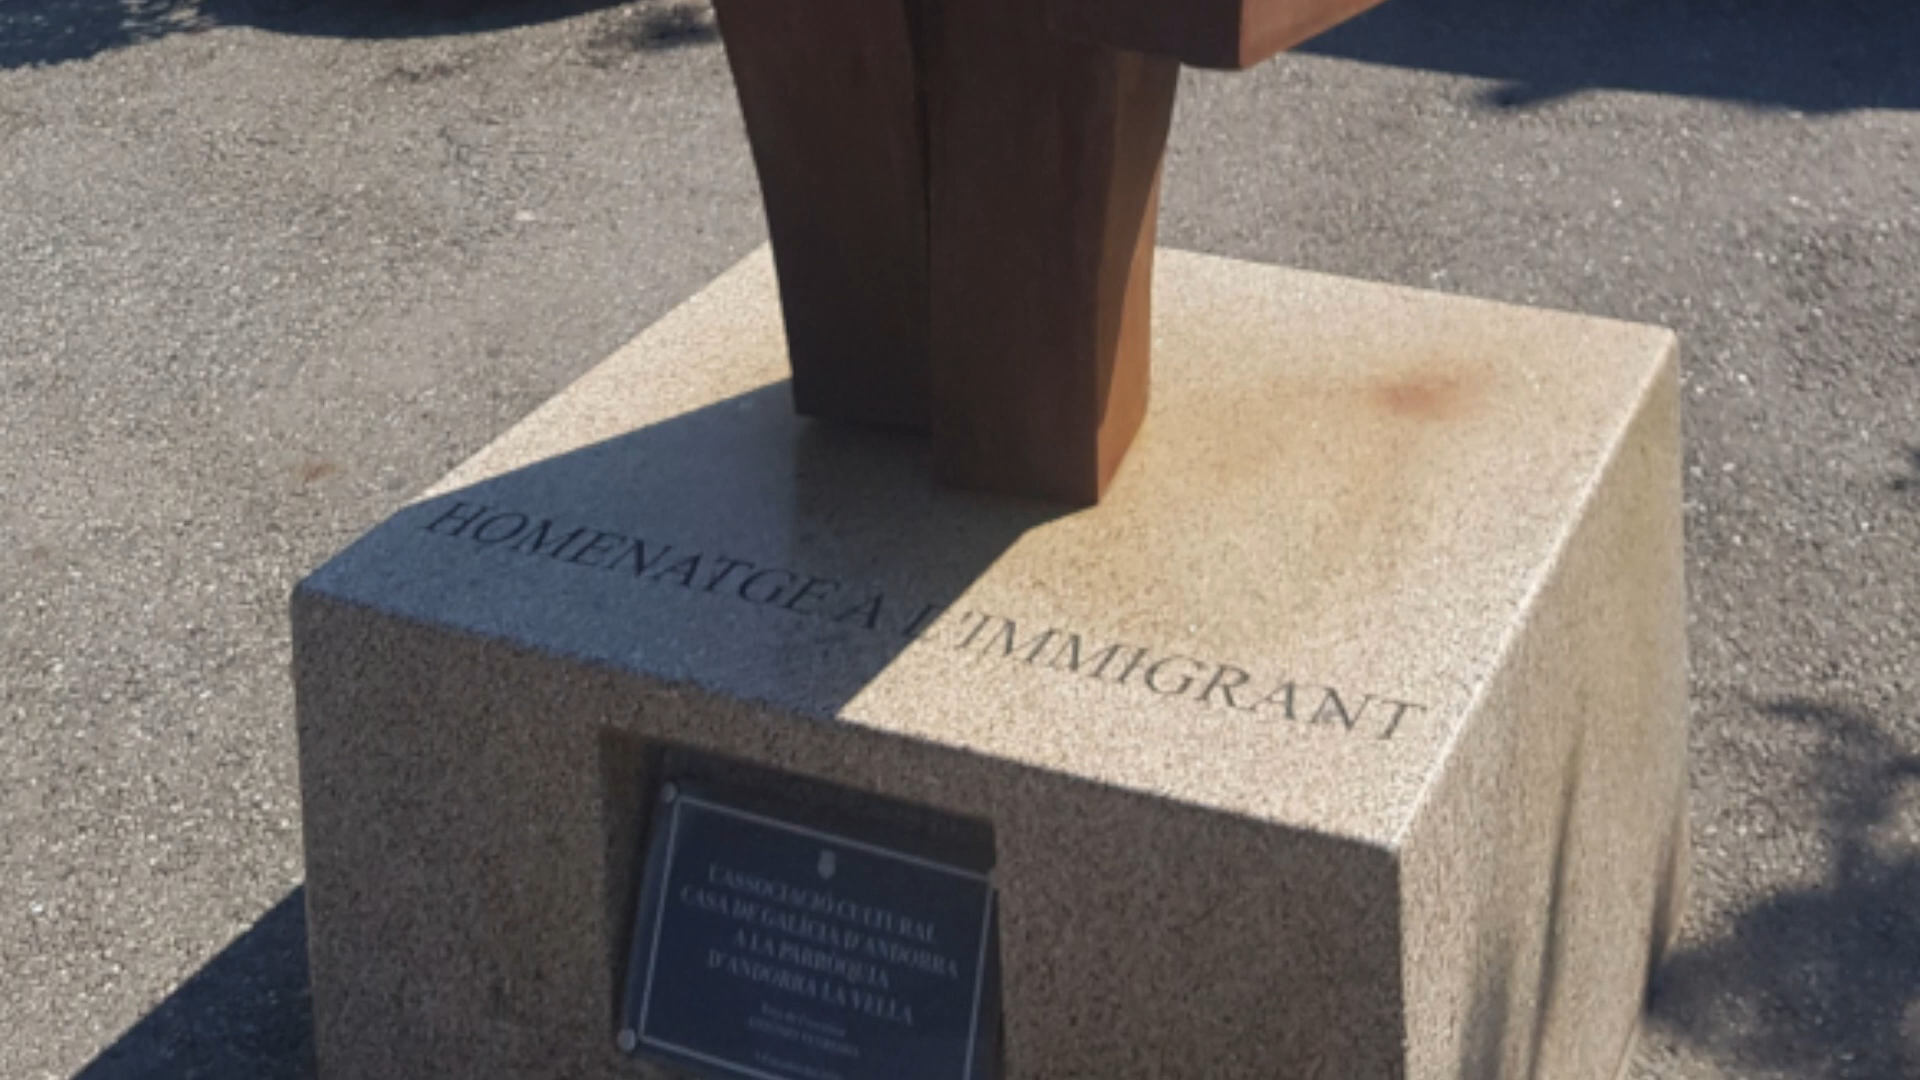 HOMENATGE A L'IMMIGRANT
L'ASSOCIACIÓ CULTURAL
CASA DE GALÍCIA D'ANDORRA
A LA PARRÒQUIA
D'ANDORRA LA VELLA